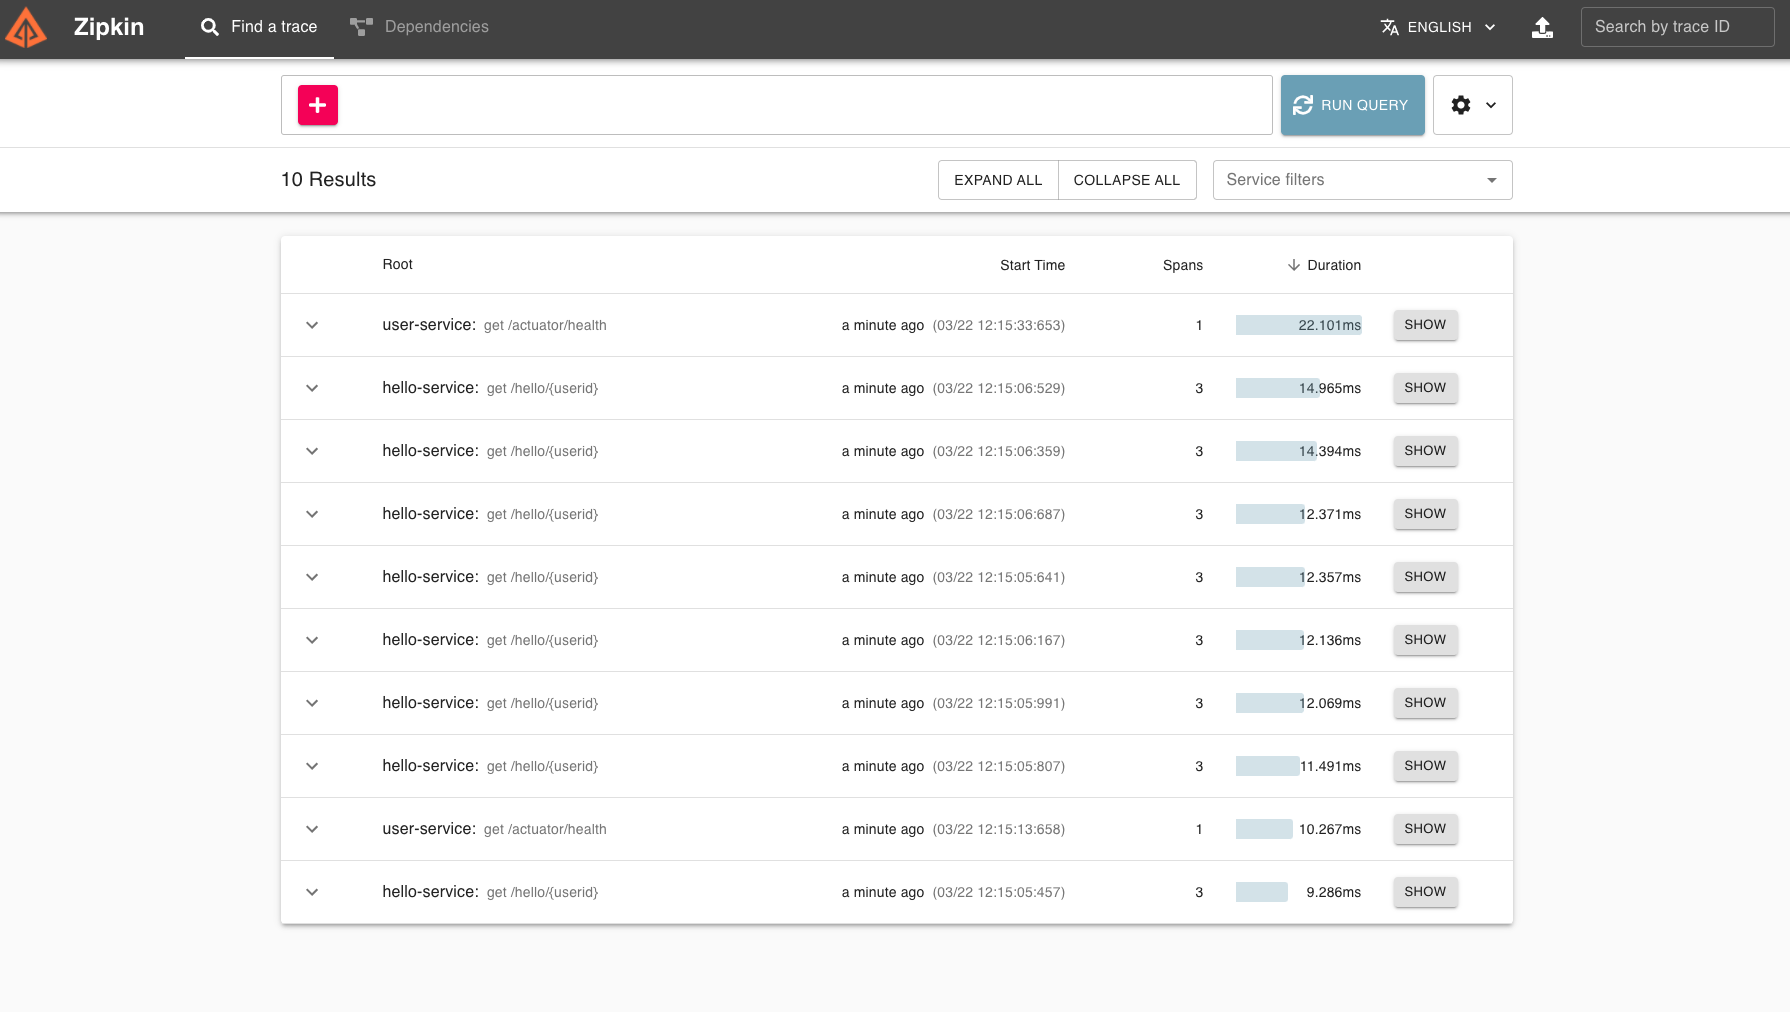 Zipkin Find a trace Dependencies ENGLISH Search by trace ID
RUN QUERY
10 Results EXPAND ALL COLLAPSE ALL Service filters
Root Start Time Spans Duration
user-service: get /actuator/health a minute ago (03/22 12:15:33:653) 1 22.101ms SHOW
hello-service: get /hello/{userid} a minute ago (03/22 12:15:06:529) 3 14.965ms SHOW
hello-service: get /hello/{userid} a minute ago (03/22 12:15:06:359) 3 14.394ms SHOW
hello-service: get /hello/{userid} a minute ago (03/22 12:15:06:687) 3 12.371ms SHOW
hello-service: get /hello/{userid} a minute ago (03/22 12:15:05:641) 3 12.357ms SHOW
hello-service: get /hello/{userid} a minute ago (03/22 12:15:06:167) 3 12.136ms SHOW
hello-service: get /hello/{userid} a minute ago (03/22 12:15:05:991) 3 12.069ms SHOW
hello-service: get /hello/{userid} a minute ago (03/22 12:15:05:807) 3 11.491ms SHOW
user-service: get /actuator/health a minute ago (03/22 12:15:13:658) 1 10.267ms SHOW
hello-service: get /hello/{userid} a minute ago (03/22 12:15:05:457) 3 9.286ms SHOW